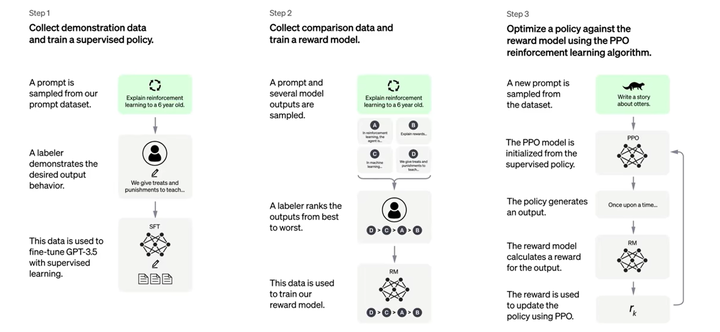 Step 1
Collect demonstration data
and train a supervised policy.
A prompt is
sampled from our
prompt dataset.
Explain reinforcement
learning to a 6 year old.
A labeler
demonstrates the
desired output
behavior.
We give treats and
punishments to teach...
This data is used to
fine-tune GPT-3.5
with supervised
learning.
SFT
Step 2
Collect comparison data and
train a reward model.
A prompt and
several model
outputs are
sampled.
Explain reinforcement
learning to a 6 year old.
A
In reinforcement
learning, the
agent is...
B
Explain rewards...
C
In machine
learning...
D
We give treats and
punishments to
teach...
A labeler ranks the
outputs from best
to worst.
D > C > A > B
This data is used
to train our
reward model.
RM
D > C > A > B
Step 3
Optimize a policy against the
reward model using the PPO
reinforcement learning algorithm.
A new prompt is
sampled from
the dataset.
Write a story
about otters.
The PPO model is
initialized from the
supervised policy.
PPO
The policy generates
an output.
Once upon a time...
The reward model
calculates a reward
for the output.
RM
The reward is used
to update the
policy using PPO.
rk